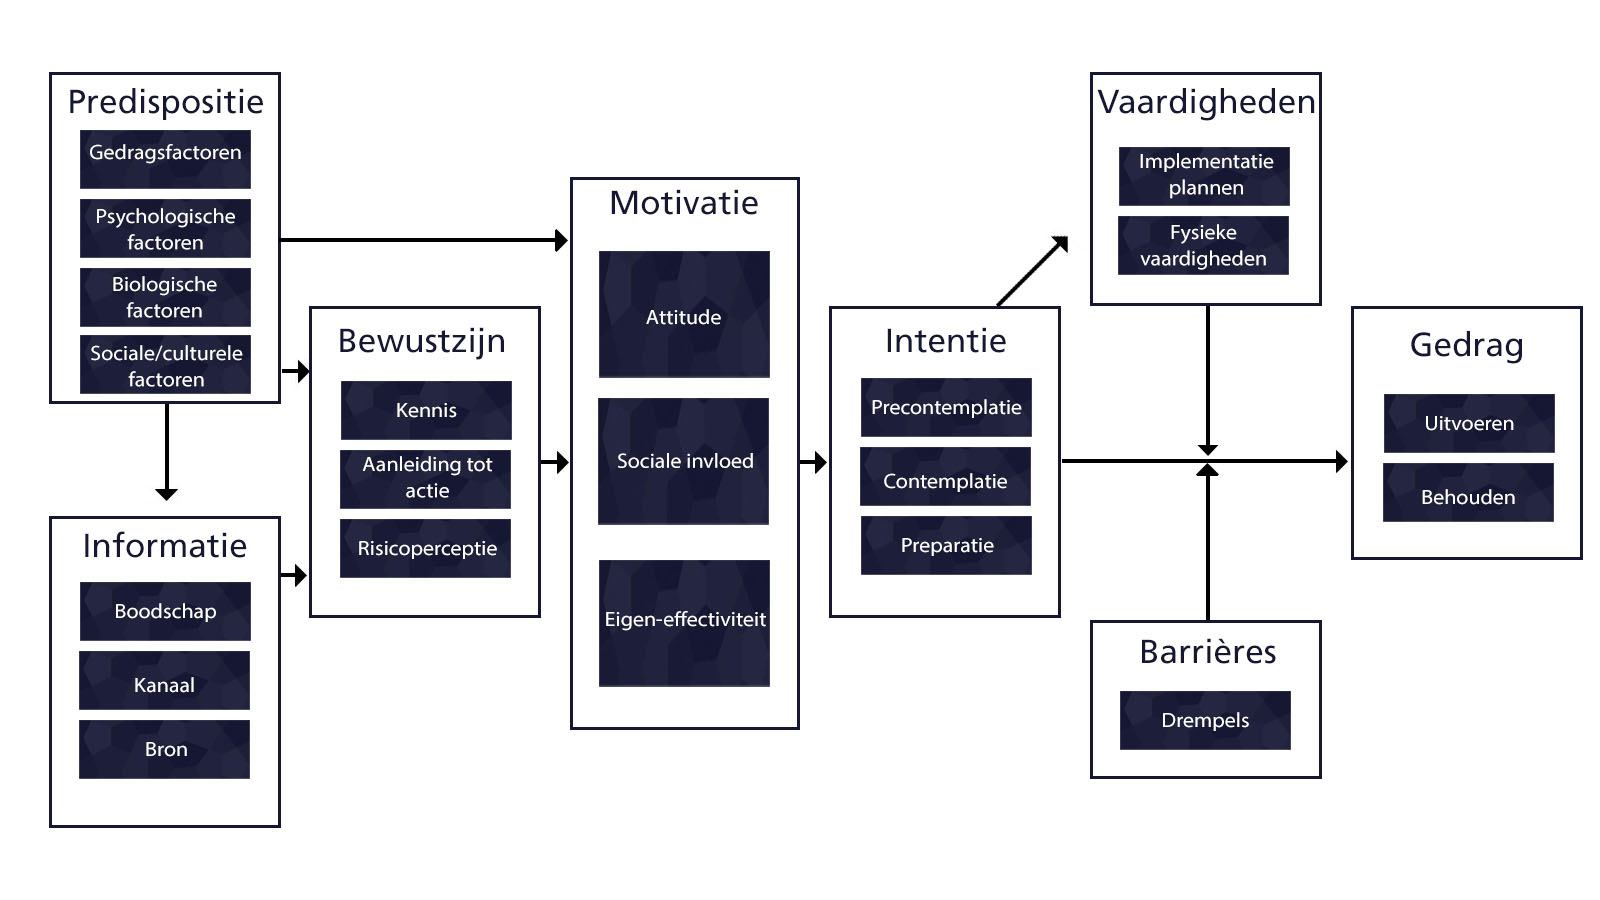 Predispositie
Gedragsfactoren
Psychologische
factoren
Biologische
factoren
Sociale/culturele
factoren
Informatie
Boodschap
Kanaal
Bron
Bewustzijn
Kennis
Aanleiding tot
actie
Risicoperceptie
Motivatie
Attitude
Sociale invloed
Eigen-effectiviteit
Intentie
Precontemplatie
Contemplatie
Preparatie
Vaardigheden
Implementatie
plannen
Fysieke
vaardigheden
Barrières
Drempels
Gedrag
Uitvoeren
Behouden